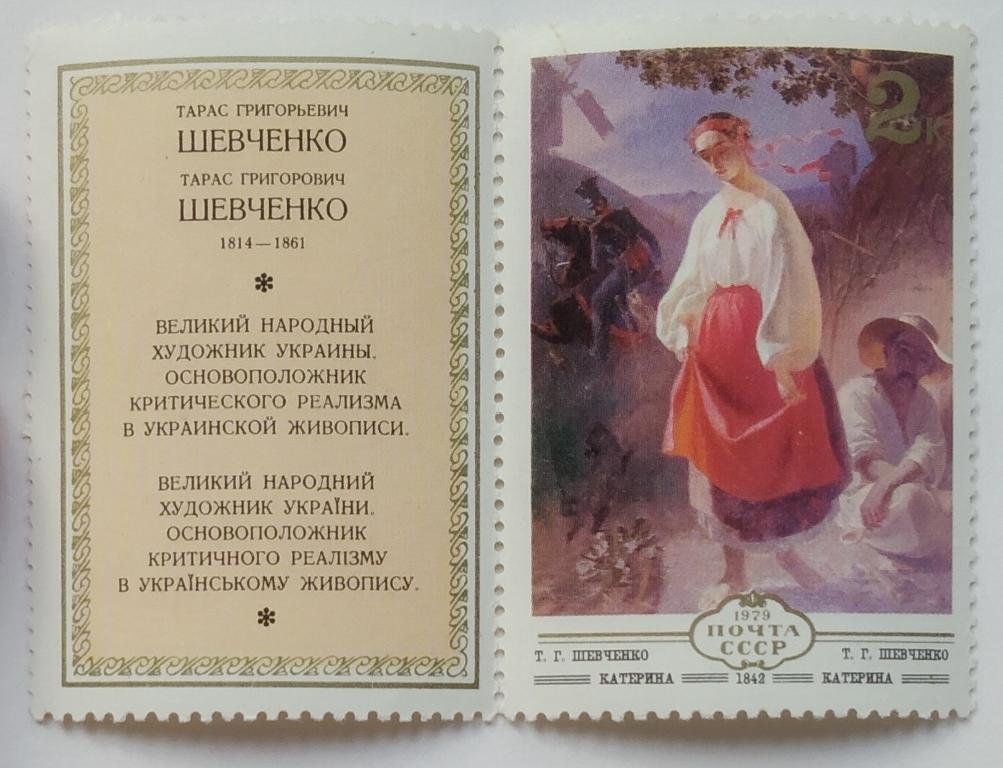 ТАРАС ГРИГОРЬЕВИЧ
ШЕВЧЕНКО
ТАРАС ГРИГОРОВИЧ
ШЕВЧЕНКО
1814—1861
ВЕЛИКИЙ НАРОДНЫЙ
ХУДОЖНИК УКРАИНЫ.
ОСНОВОПОЛОЖНИК
КРИТИЧЕСКОГО РЕАЛИЗМА
В УКРАИНСКОЙ ЖИВОПИСИ.
ВЕЛИКИЙ НАРОДНИЙ
ХУДОЖНИК УКРАЇНИ.
ОСНОВОПОЛОЖНИК
КРИТИЧНОГО РЕАЛІЗМУ
В УКРАЇНСЬКОМУ ЖИВОПИСУ.
2к
1979
ПОЧТА
СССР
Т. Г. ШЕВЧЕНКО Т. Г. ШЕВЧЕНКО
КАТЕРИНА 1842 КАТЕРИНА